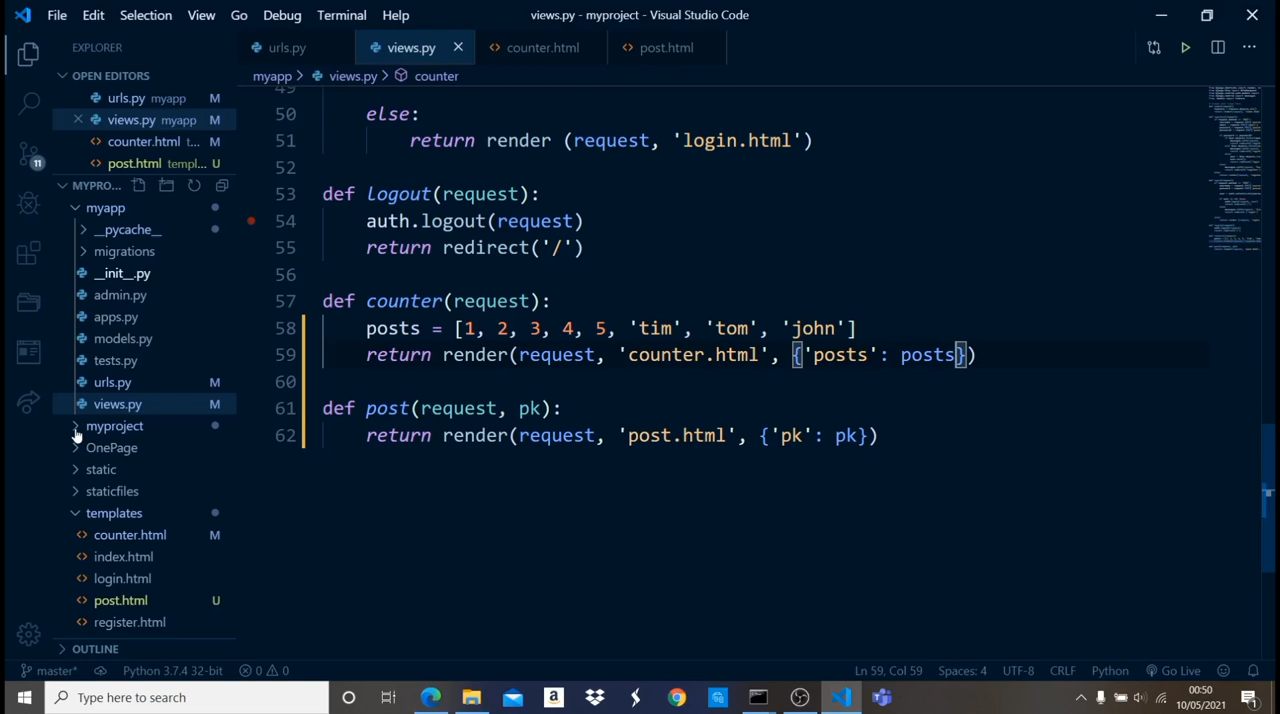 File Edit Selection View Go Debug Terminal Help views.py - myproject - Visual Studio Code
EXPLORER
urls.py views.py counter.html post.html
OPEN EDITORS
myapp views.py counter
urls.py myapp M
views.py myapp M
counter.html t... M
post.html templ... U
11
MYPRO...
myapp
__pycache__
migrations
__init__.py
admin.py
apps.py
models.py
tests.py
urls.py M
views.py M
myproject
OnePage
static
staticfiles
templates
counter.html M
index.html
login.html
post.html U
register.html
OUTLINE
49
50 else:
51 return render (request, 'login.html')
52
53 def logout(request):
54 auth.logout(request)
55 return redirect('/')
56
57 def counter(request):
58 posts = [1, 2, 3, 4, 5, 'tim', 'tom', 'john']
59 return render(request, 'counter.html', {'posts': posts})
60
61 def post(request, pk):
62 return render(request, 'post.html', {'pk': pk})
master* Python 3.7.4 32-bit 0 0 Ln 59, Col 59 Spaces: 4 UTF-8 CRLF Python Go Live
Type here to search
00:50
10/05/2021
1